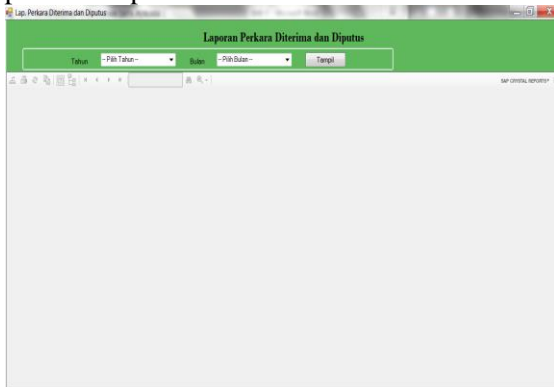 Lap. Perkara Diterima dan Diputus
Laporan Perkara Diterima dan Diputus
Tahun -- Pilih Tahun -- Bulan -- Pilih Bulan -- Tampil
SAP CRYSTAL REPORTS®